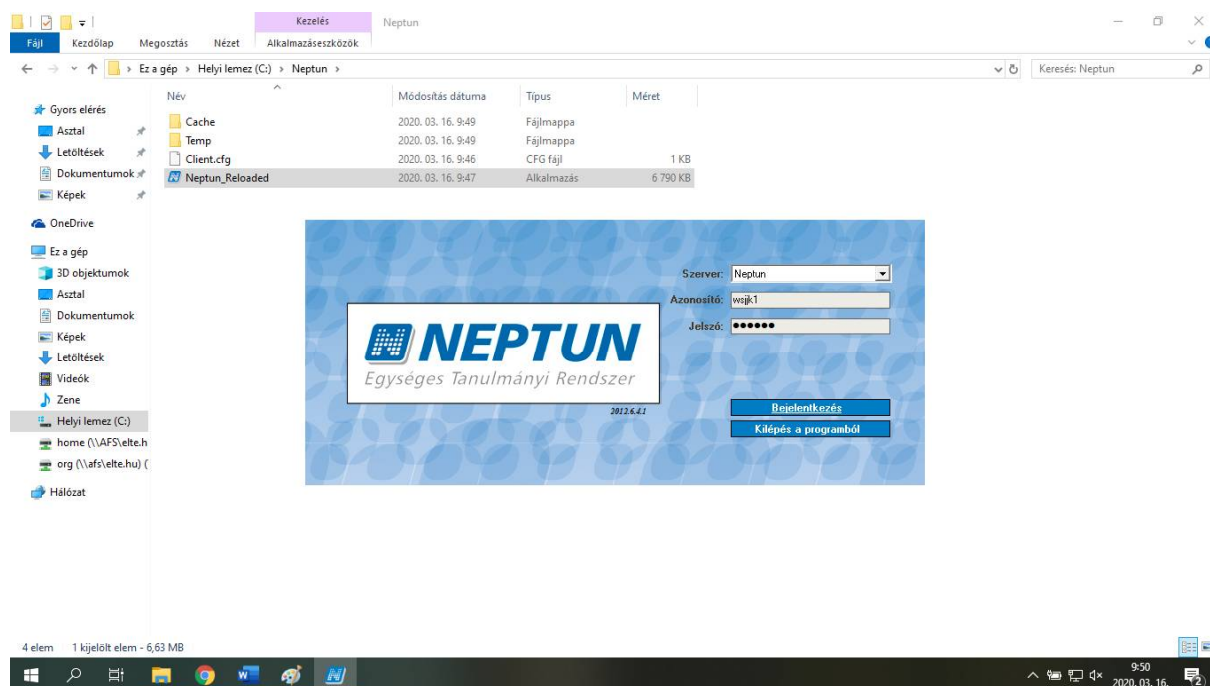 Kezelés
Neptun
Fájl Kezdőlap Megosztás Nézet Alkalmazáseszközök
Ez a gép Helyi lemez (C:) Neptun
Keresés: Neptun
Név Módosítás dátuma Típus Méret
Cache 2020. 03. 16. 9:49 Fájlmappa
Temp 2020. 03. 16. 9:49 Fájlmappa
Client.cfg 2020. 03. 16. 9:46 CFG fájl 1 KB
Neptun_Reloaded 2020. 03. 16. 9:47 Alkalmazás 6 790 KB
Gyors elérés
Asztal
Letöltések
Dokumentumok
Képek
OneDrive
Ez a gép
3D objektumok
Asztal
Dokumentumok
Képek
Letöltések
Videók
Zene
Helyi lemez (C:)
home (\\AFS\elte.h
org (\\afs\elte.hu) (
Hálózat
Szerver: Neptun
Azonosító: wsijk1
Jelszó: ●●●●●●
NEPTUN
Egységes Tanulmányi Rendszer
2012.6.4.1
Bejelentkezés
Kilépés a programból
4 elem 1 kijelölt elem - 6,63 MB
9:50
2020. 03. 16.
2